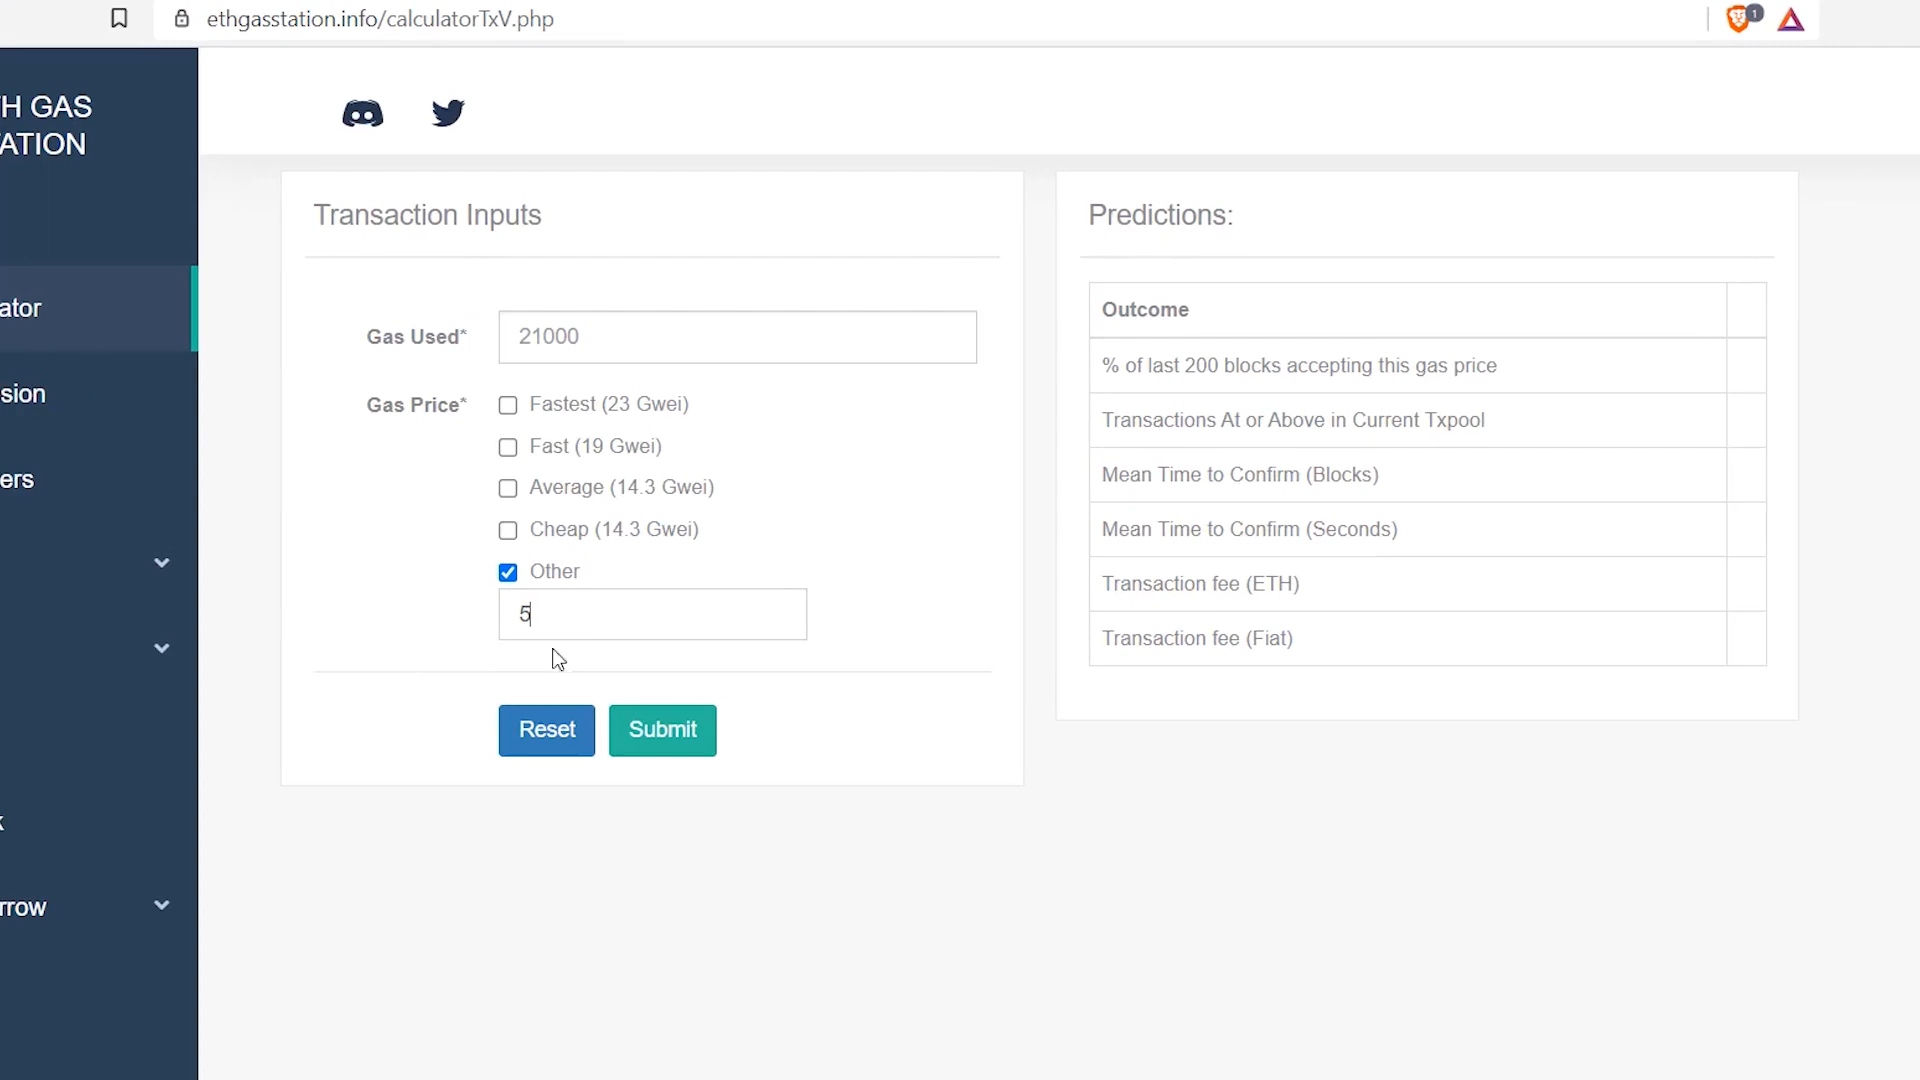 ethgasstation.info/calculatorTxV.php
1
TH GAS
TATION
ator
sion
ers
k
rrow
Transaction Inputs
Gas Used*
21000
Gas Price*
Fastest (23 Gwei)
Fast (19 Gwei)
Average (14.3 Gwei)
Cheap (14.3 Gwei)
Other
5
Reset
Submit
Predictions:
Outcome
% of last 200 blocks accepting this gas price
Transactions At or Above in Current Txpool
Mean Time to Confirm (Blocks)
Mean Time to Confirm (Seconds)
Transaction fee (ETH)
Transaction fee (Fiat)